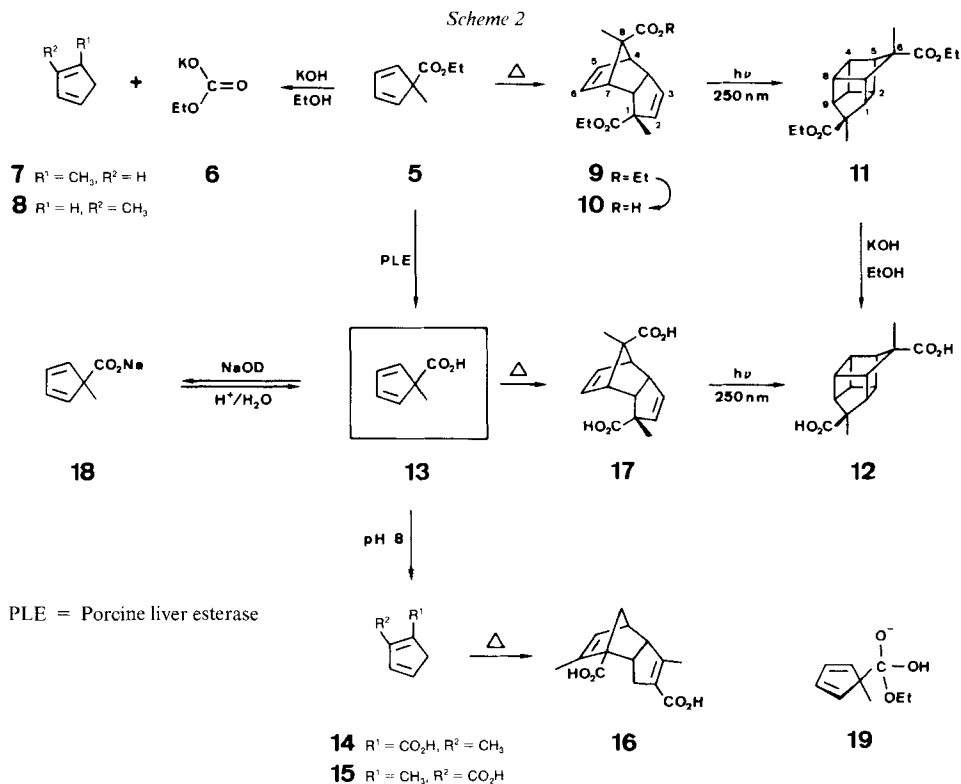 Scheme 2
R² R¹
KO
C=O
EtO
+
KOH
EtOH
CO₂Et
△
8 CO₂R
5 4
6 7 3
1 2
EtO₂C
hν
250 nm
4 5 6 CO₂Et
8 2
9 1
EtO₂C
7 R¹ = CH₃, R² = H
8 R¹ = H, R² = CH₃
6
5
9 R=Et
10 R=H
11
PLE
KOH
EtOH
CO₂Na
NaOD
H⁺/H₂O
CO₂H
△
CO₂H
HO₂C
hν
250 nm
CO₂H
HO₂C
18
13
17
12
pH 8
PLE = Porcine liver esterase
R² R¹
△
HO₂C
CO₂H
O⁻
C–OH
OEt
14 R¹ = CO₂H, R² = CH₃
15 R¹ = CH₃, R² = CO₂H
16
19